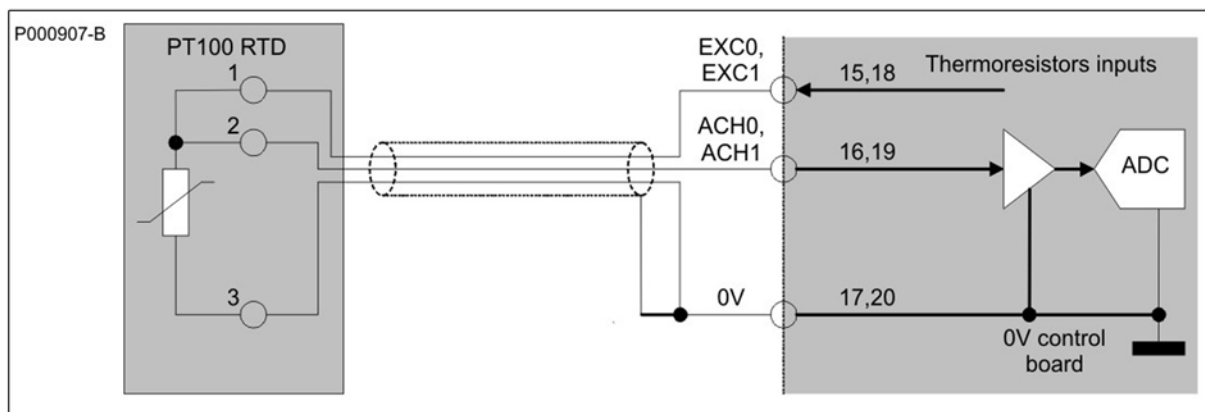 P000907-B
PT100 RTD
1
2
3
EXC0,
EXC1
ACH0,
ACH1
0V
15,18
Thermoresistors inputs
16,19
ADC
17,20
0V control
board